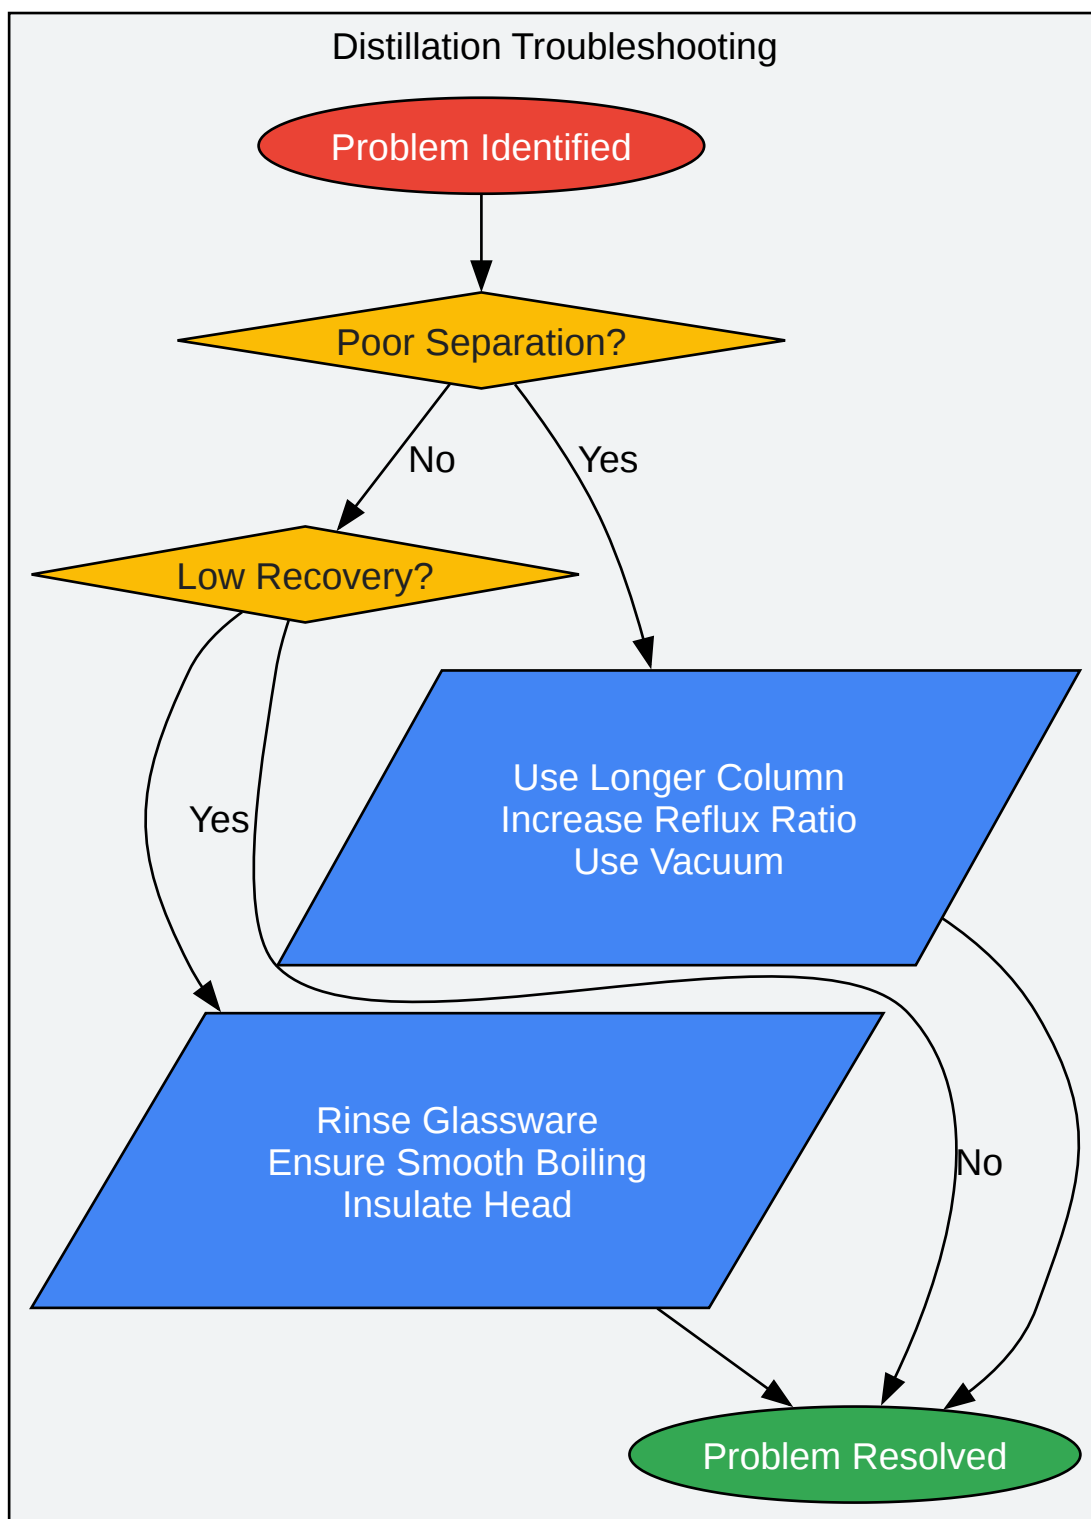 Distillation Troubleshooting
Problem Identified
Poor Separation?
No
Yes
Low Recovery?
Use Longer Column
Increase Reflux Ratio
Use Vacuum
Yes
Rinse Glassware
Ensure Smooth Boiling
Insulate Head
No
Problem Resolved